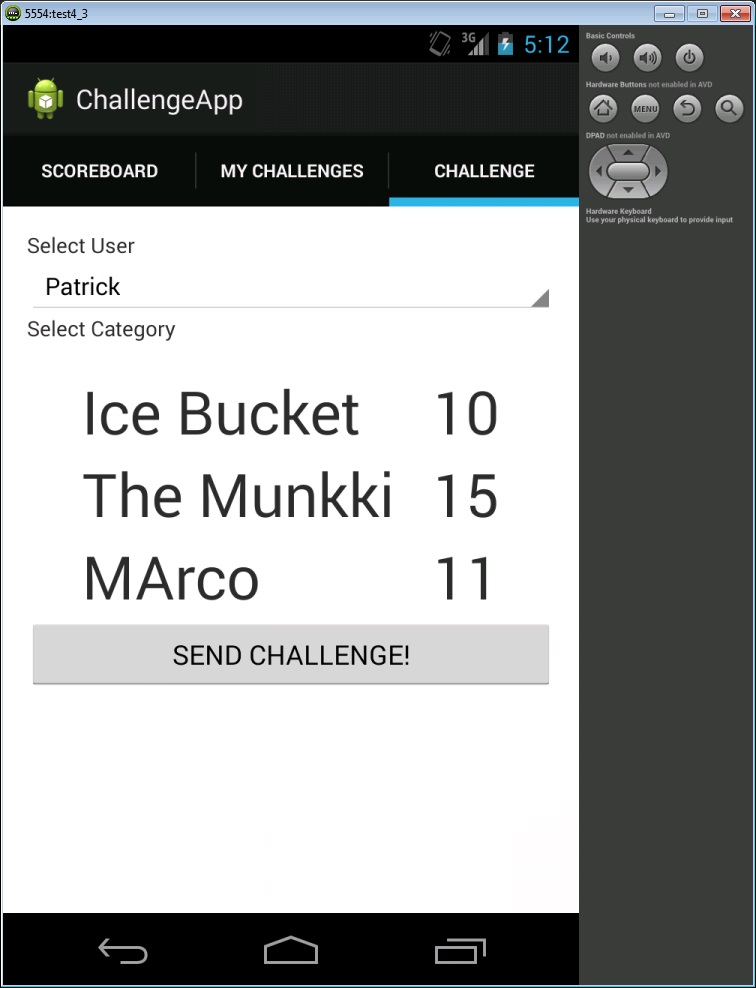 5554:test4_3
3G 5:12
ChallengeApp
SCOREBOARD MY CHALLENGES CHALLENGE
Select User
Patrick
Select Category
Ice Bucket 10
The Munkki 15
MArco 11
SEND CHALLENGE!
Basic Controls
Hardware Buttons not enabled in AVD
MENU
DPAD not enabled in AVD
Hardware Keyboard
Use your physical keyboard to provide input